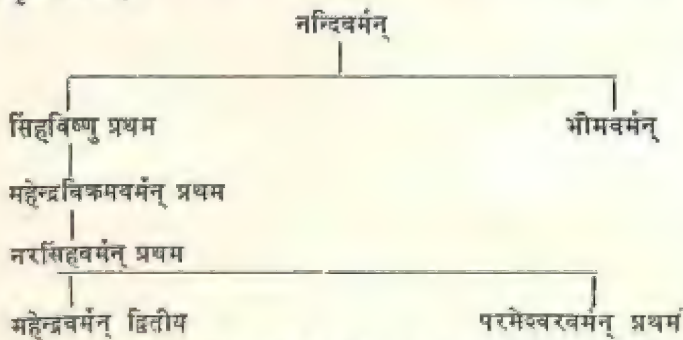 नन्दिवर्मन्
सिंहविष्णु प्रथम भीमवर्मन्
महेन्द्रविक्रमवर्मन् प्रथम
नरसिंहवर्मन् प्रथम
महेन्द्रवर्मन् द्वितीय परमेश्वरवर्मन् प्रथम